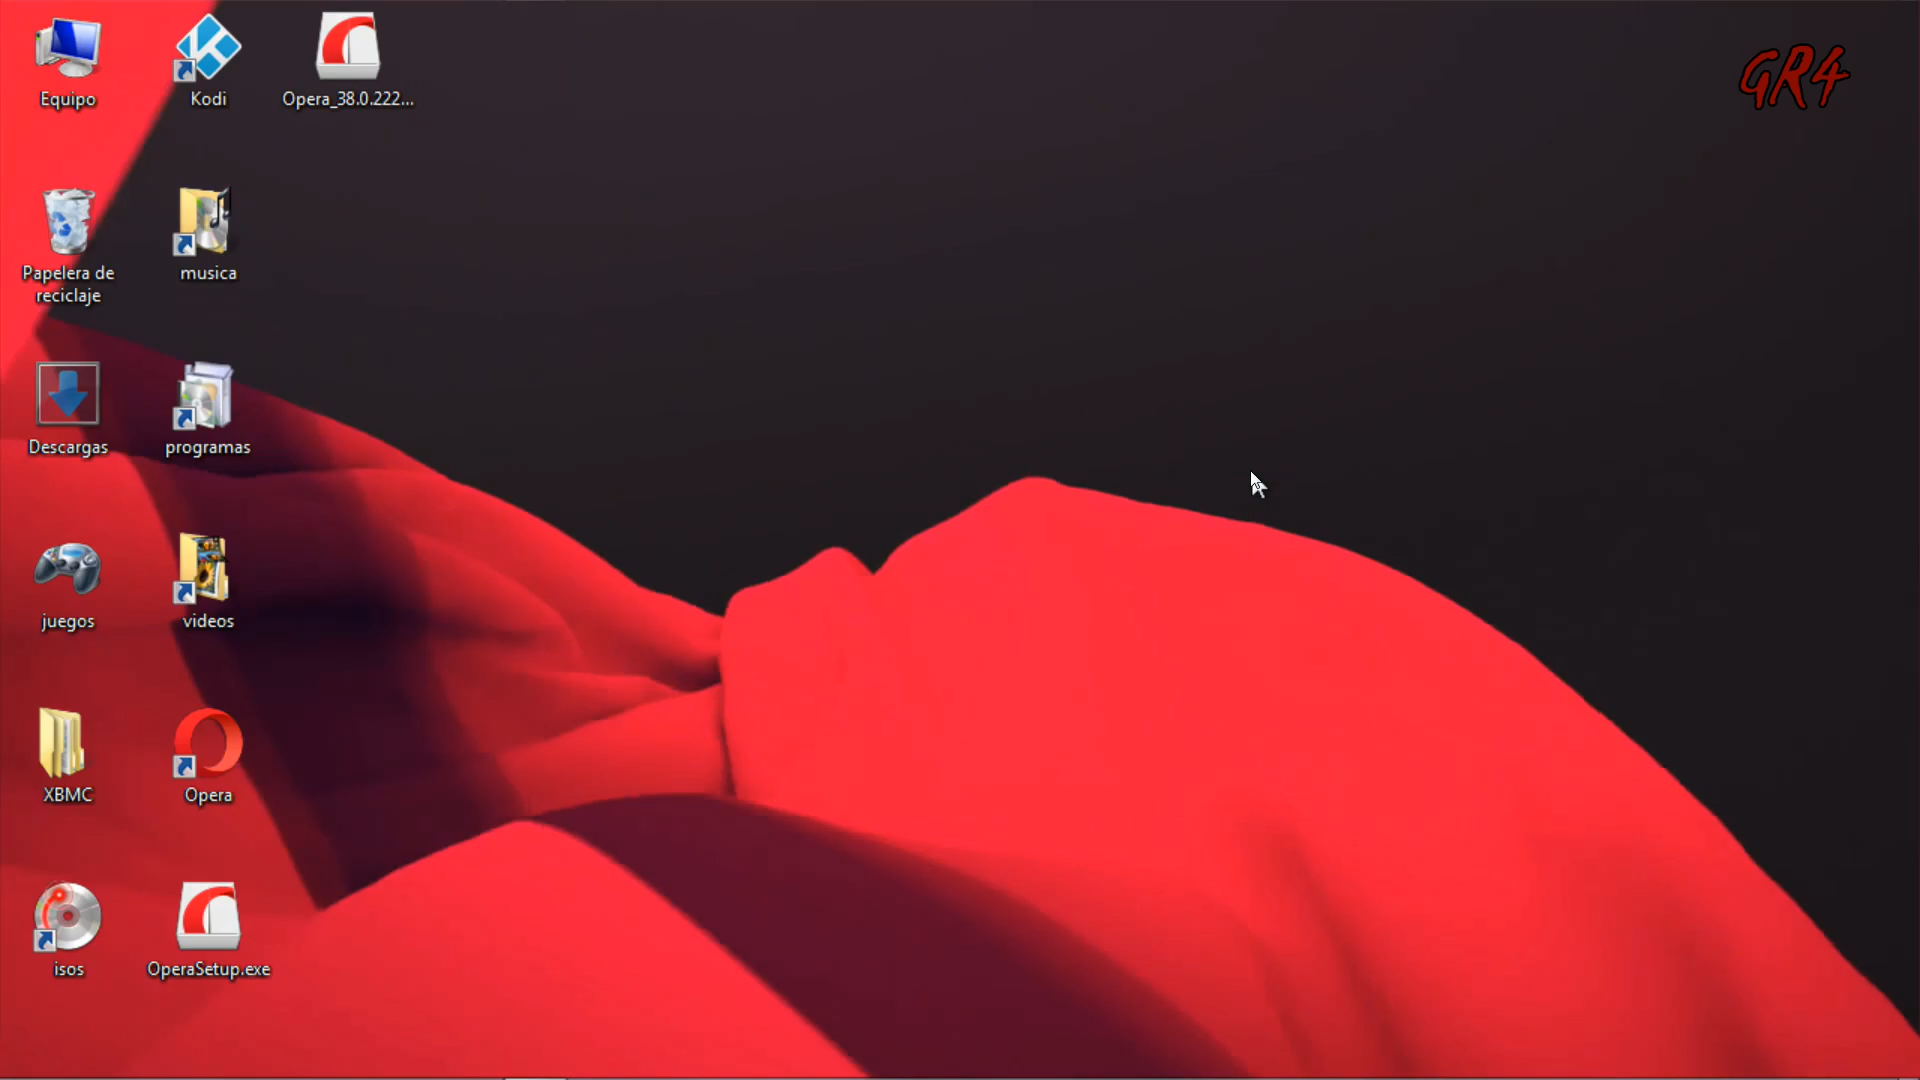 Equipo
Kodi
Opera_38.0.222...
GR4
Papelera de
reciclaje
musica
Descargas
programas
juegos
videos
XBMC
Opera
isos
OperaSetup.exe